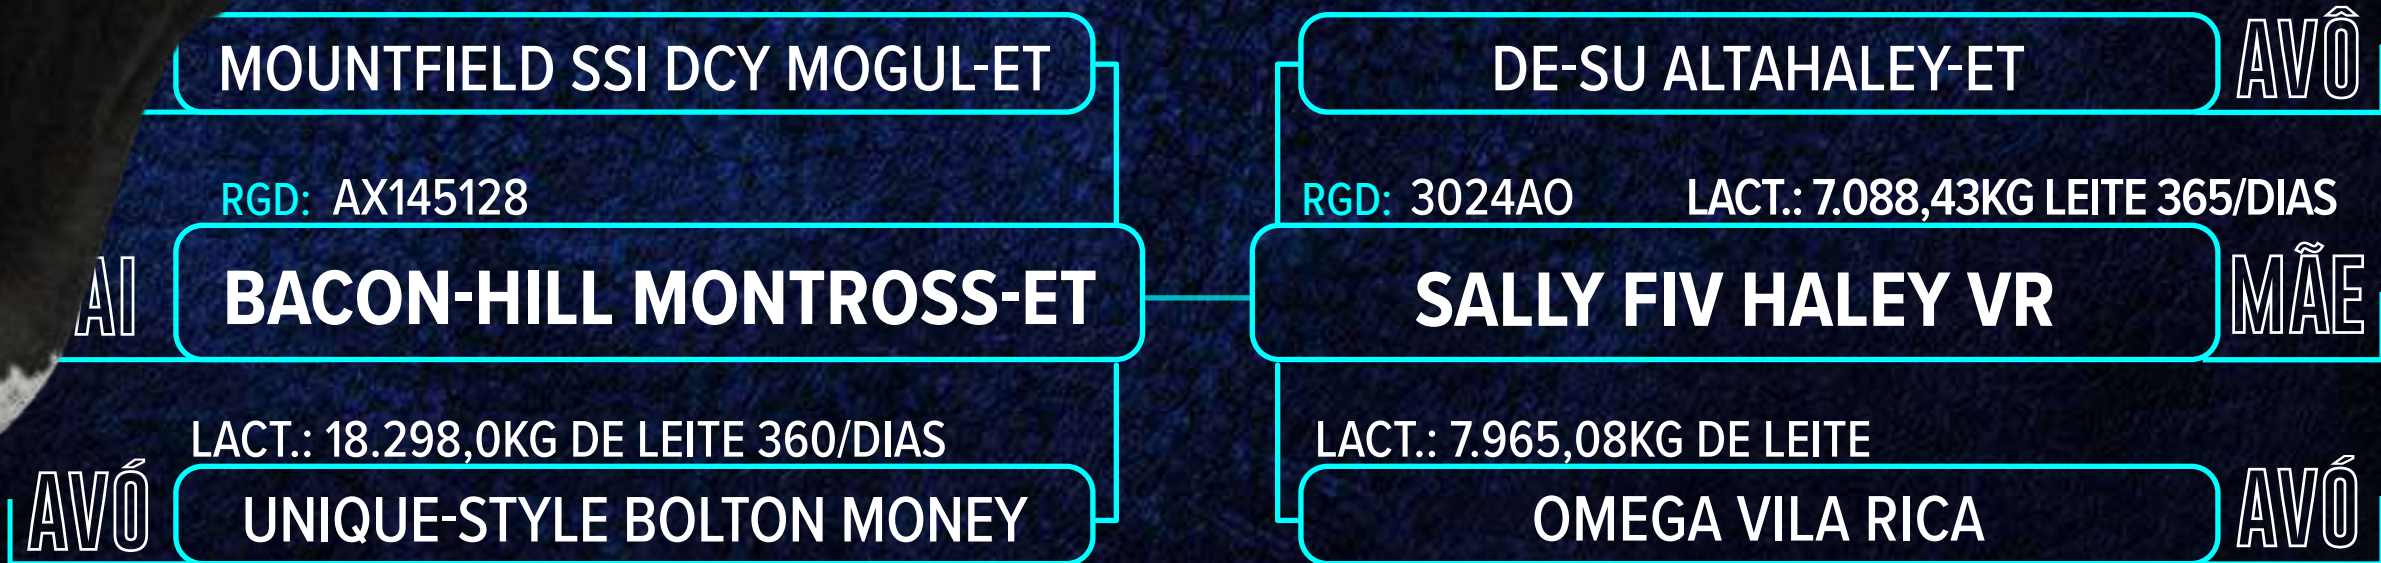 MOUNTFIELD SSI DCY MOGUL-ET
RGD: AX145128
AI BACON-HILL MONTROSS-ET
LACT.: 18.298,0KG DE LEITE 360/DIAS
AVÓ UNIQUE-STYLE BOLTON MONEY
DE-SU ALTAHALEY-ET AVÔ
RGD: 3024AO LACT.: 7.088,43KG LEITE 365/DIAS
SALLY FIV HALEY VR MÃE
LACT.: 7.965,08KG DE LEITE
OMEGA VILA RICA AVÓ